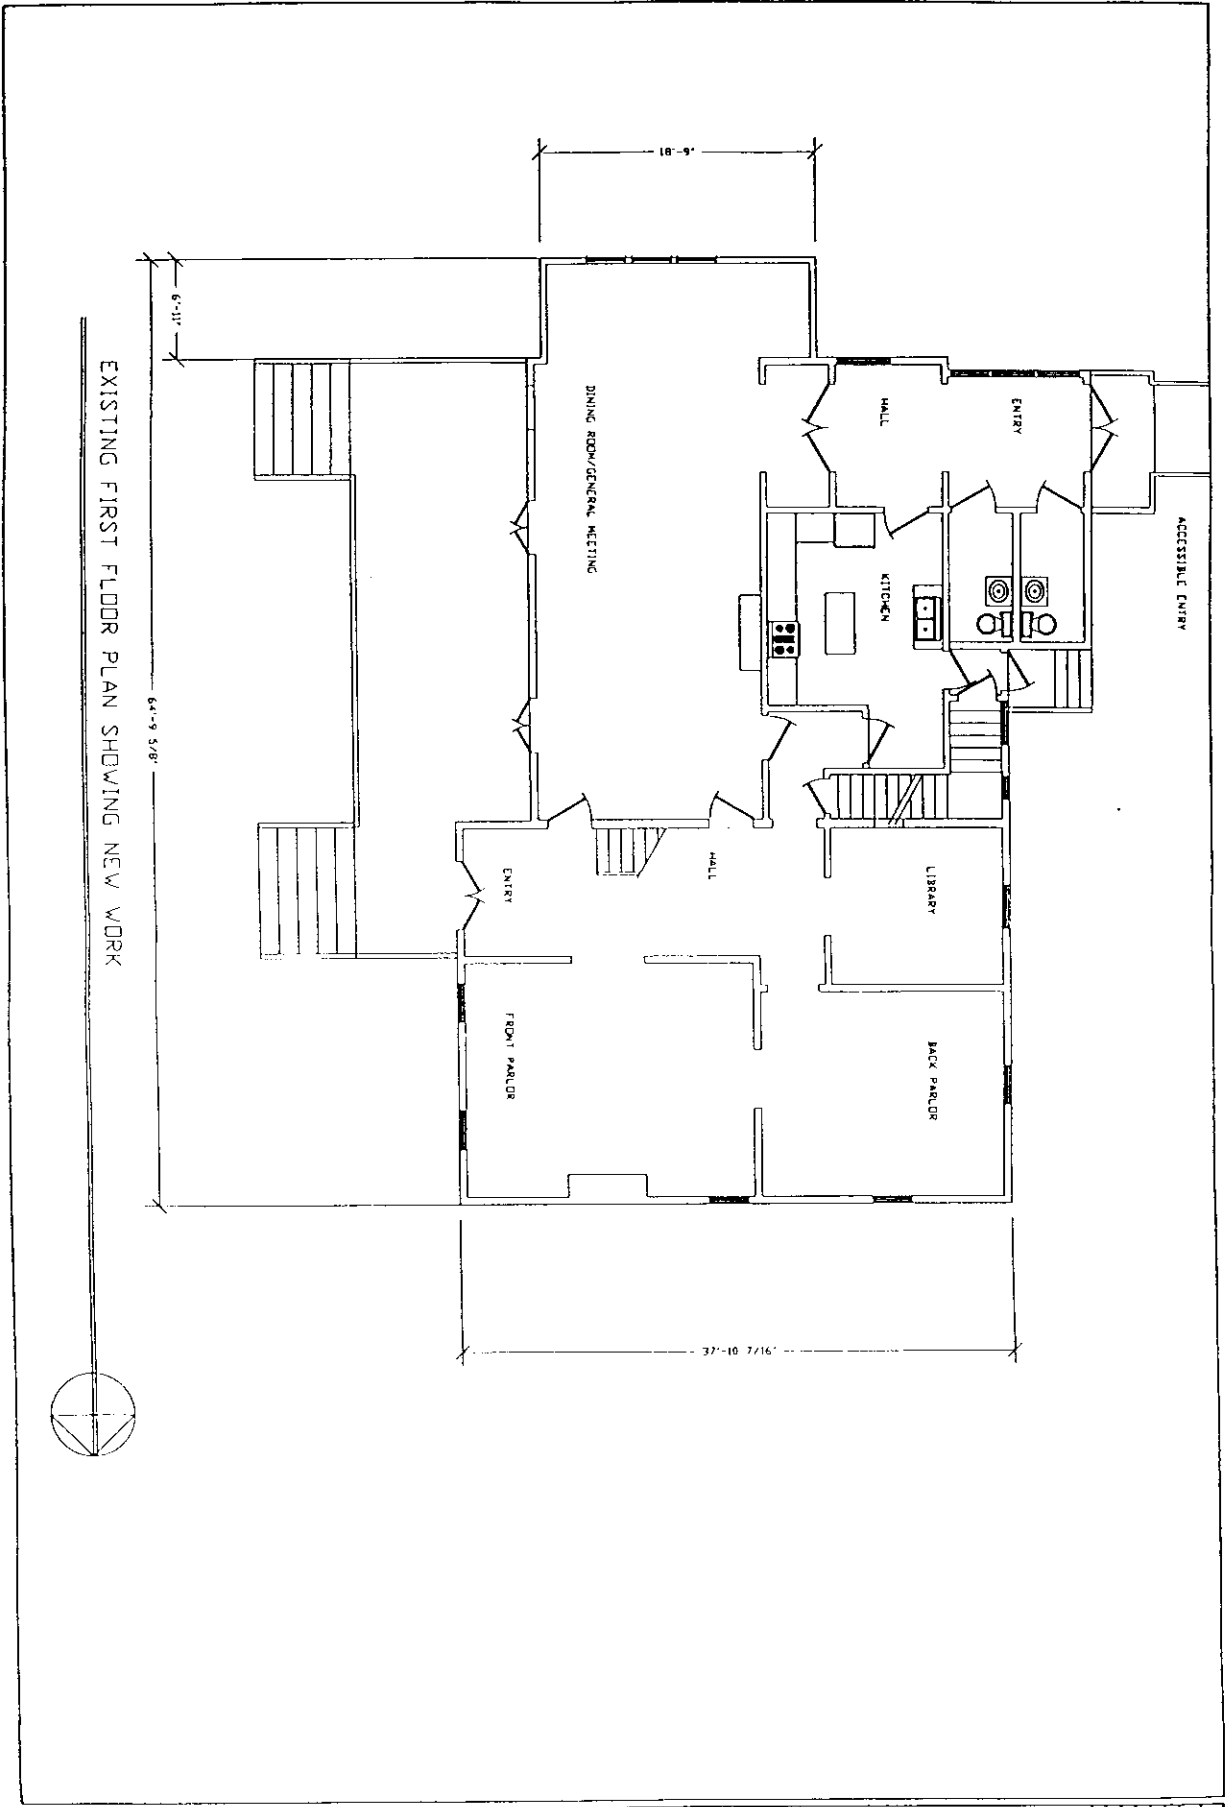 ACCESSIBLE ENTRY
ENTRY
HALL
KITCHEN
LIBRARY
BACK PARLOR
18'-9'
HALL
37'-10 7/16'
DINING ROOM/GENERAL MEETING
ENTRY
FRONT PARLOR
6'-11'
64'-9 5/8'
EXISTING FIRST FLOOR PLAN SHOWING NEW WORK